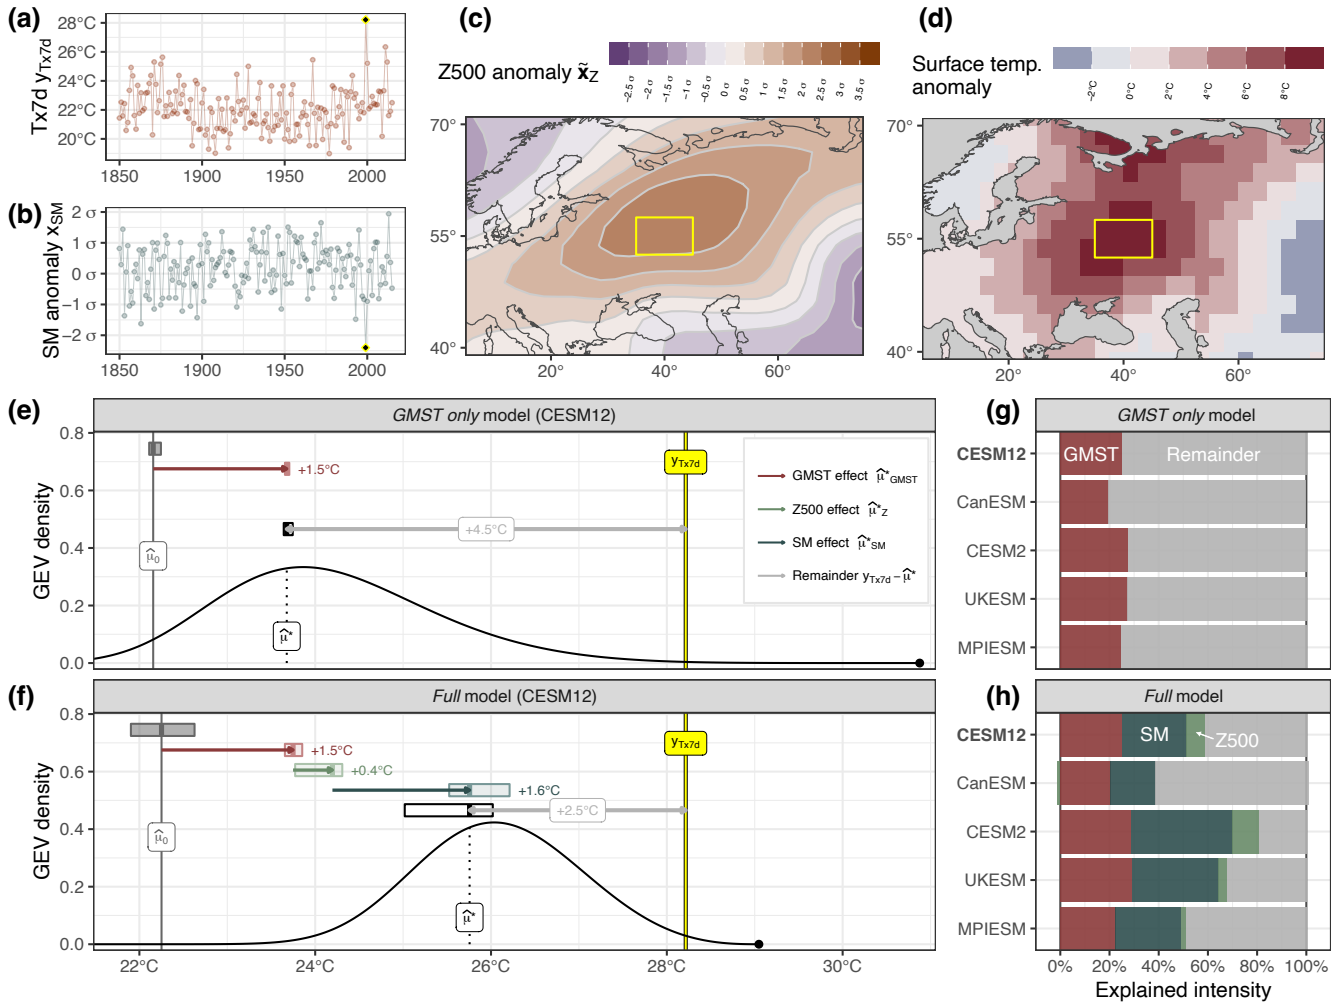 (a)
Tx7d yTx7d
28°C
26°C
24°C
22°C
20°C
1850
1900
1950
2000
(b)
SM anomaly xSM
2 σ
1 σ
0 σ
−1 σ
−2 σ
1850
1900
1950
2000
(c)
Z500 anomaly x̃Z
−2.5 σ
−2 σ
−1.5 σ
−1 σ
−0.5 σ
0 σ
0.5 σ
1 σ
1.5 σ
2 σ
2.5 σ
3 σ
3.5 σ
70°
55°
40°
20°
40°
60°
(d)
Surface temp.
anomaly
−2°C
0°C
2°C
4°C
6°C
8°C
70°
55°
40°
20°
40°
60°
(e)
GMST only model (CESM12)
GEV density
0.8
0.6
0.4
0.2
0.0
+1.5°C
yTx7d
+4.5°C
μ̂0
μ̂*
GMST effect μ̂*GMST
Z500 effect μ̂*Z
SM effect μ̂*SM
Remainder yTx7d − μ̂*
(f)
Full model (CESM12)
GEV density
0.8
0.6
0.4
0.2
0.0
+1.5°C
yTx7d
+0.4°C
+1.6°C
+2.5°C
μ̂0
μ̂*
22°C
24°C
26°C
28°C
30°C
(g)
GMST only model
CESM12
GMST
Remainder
CanESM
CESM2
UKESM
MPIESM
(h)
Full model
CESM12
SM
Z500
CanESM
CESM2
UKESM
MPIESM
0%
20%
40%
60%
80%
100%
Explained intensity